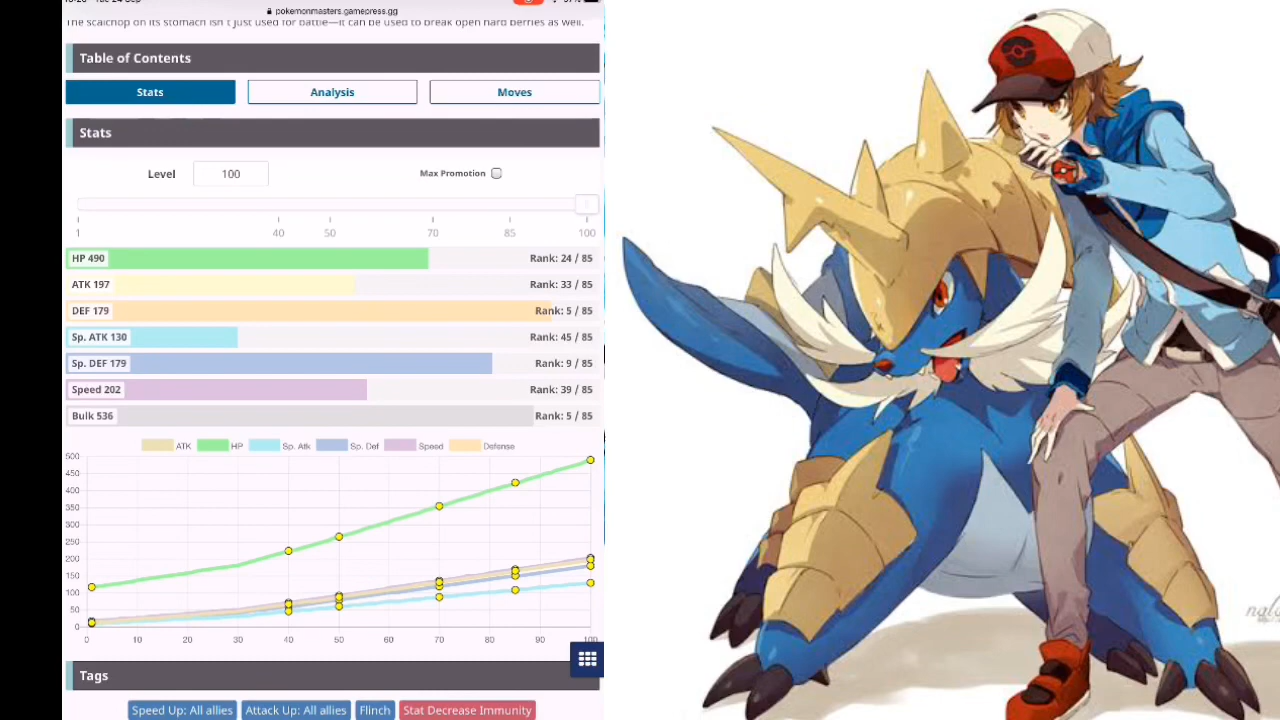 pokemonmasters.gamepress.gg
The scalchop on its stomach isn't just used for battle—it can be used to break open hard berries as well.
Table of Contents
Stats Analysis Moves
Stats
Level 100 Max Promotion
1 40 50 70 85 100
HP 490 Rank: 24 / 85
ATK 197 Rank: 33 / 85
DEF 179 Rank: 5 / 85
Sp. ATK 130 Rank: 45 / 85
Sp. DEF 179 Rank: 9 / 85
Speed 202 Rank: 39 / 85
Bulk 536 Rank: 5 / 85
ATK HP Sp. Atk Sp. Def Speed Defense
500
450
400
350
300
250
200
150
100
50
0
0 10 20 30 40 50 60 70 80 90 100
Tags
Speed Up: All allies Attack Up: All allies Flinch Stat Decrease Immunity